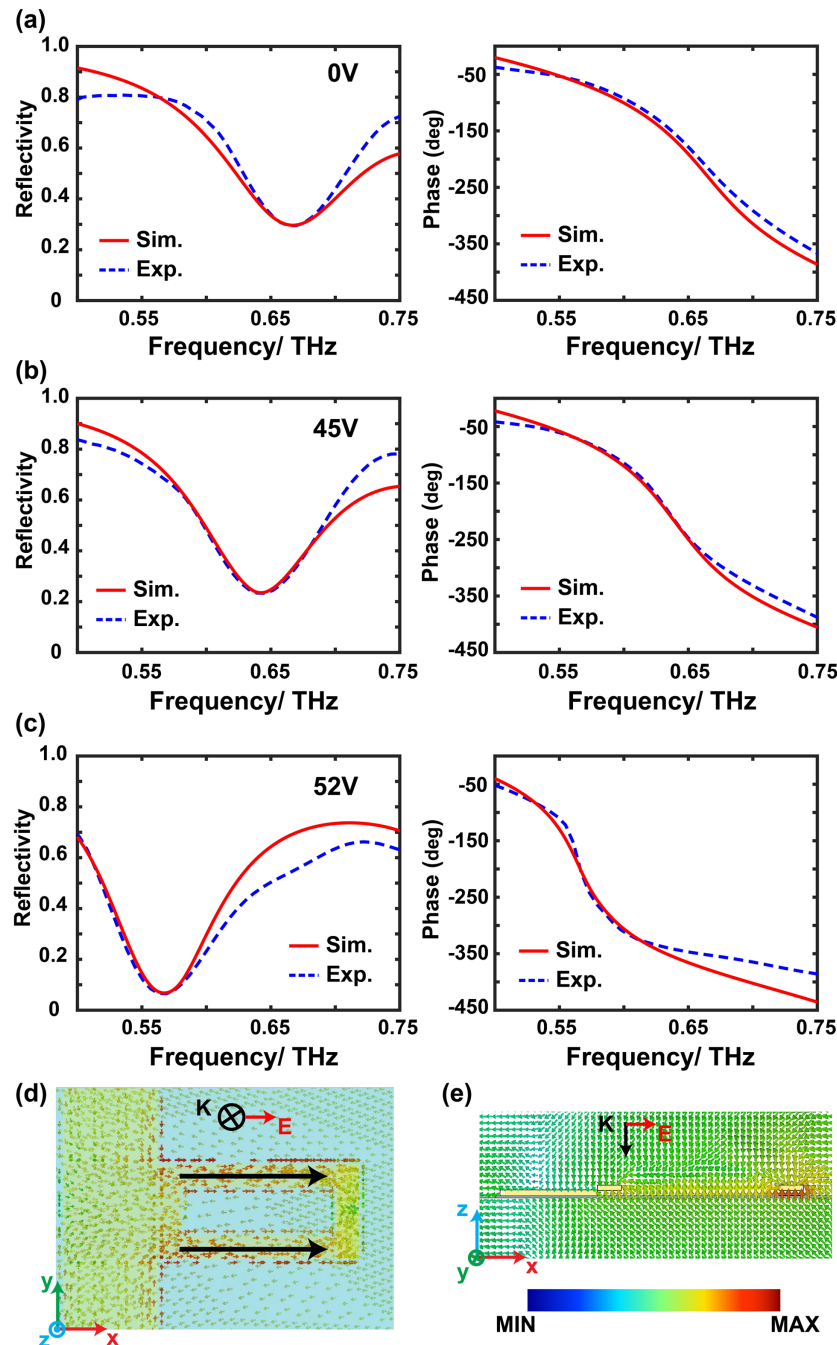 (a)
1.0
0.8
0.6
0.4
0.2
0
Reflectivity
0V
Sim.
Exp.
0.55
0.65
0.75
Frequency/ THz
-50
-150
-250
-350
-450
Phase (deg)
Sim.
Exp.
0.55
0.65
0.75
Frequency/ THz
(b)
1.0
0.8
0.6
0.4
0.2
0
Reflectivity
45V
Sim.
Exp.
0.55
0.65
0.75
Frequency/ THz
-50
-150
-250
-350
-450
Phase (deg)
Sim.
Exp.
0.55
0.65
0.75
Frequency/ THz
(c)
1.0
0.8
0.6
0.4
0.2
0
Reflectivity
52V
Sim.
Exp.
0.55
0.65
0.75
Frequency/ THz
-50
-150
-250
-350
-450
Phase (deg)
Sim.
Exp.
0.55
0.65
0.75
Frequency/ THz
(d)
K
E
y
z
x
(e)
K
E
z
y
x
MIN
MAX